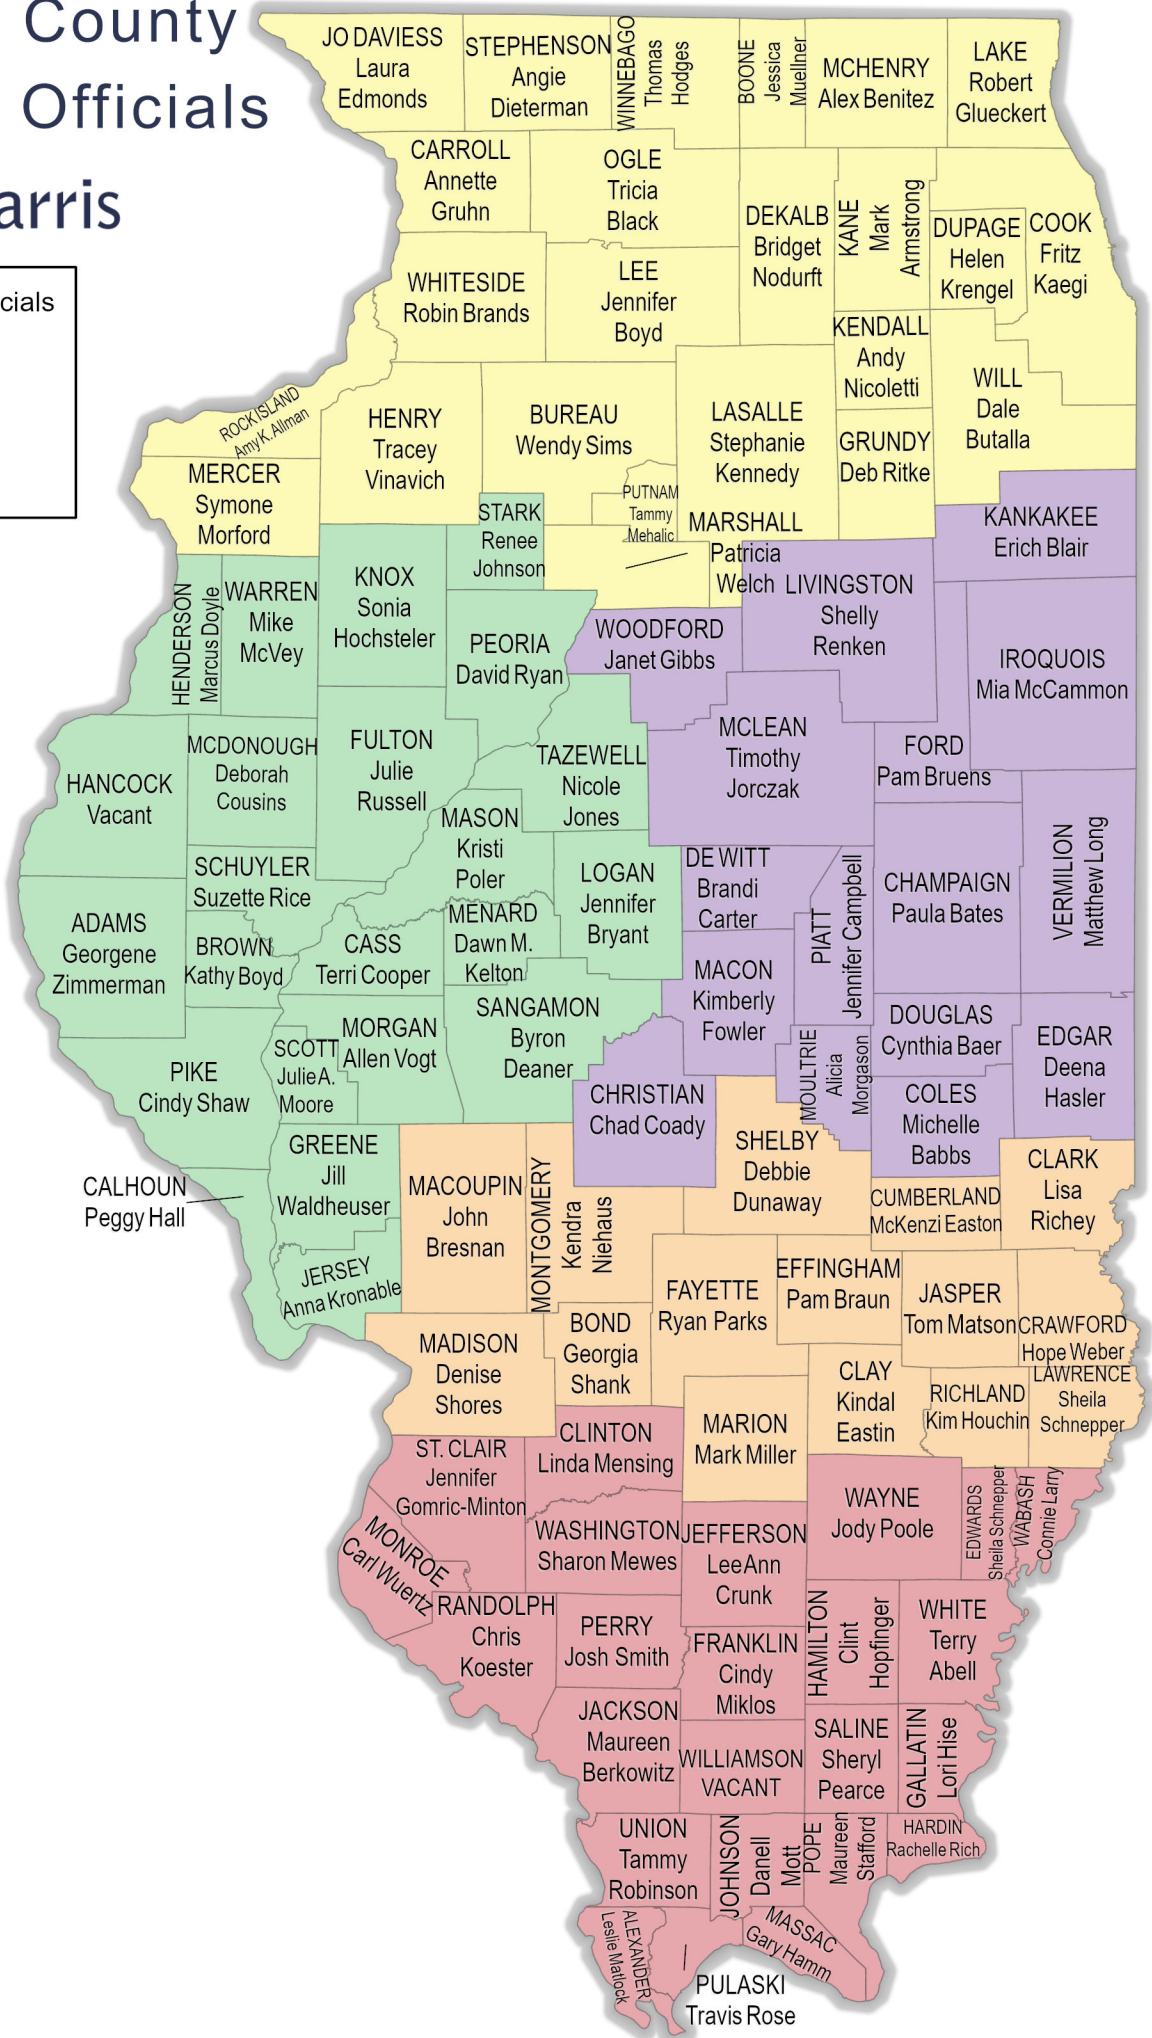 County
Officials
arris
cials
JO DAVIESS
Laura
Edmonds
STEPHENSON
Angie
Dieterman
WINNEBAGO
Thomas
Hodges
BOONE
Jessica
Muellner
MCHENRY
Alex Benitez
LAKE
Robert
Glueckert
CARROLL
Annette
Gruhn
OGLE
Tricia
Black
DEKALB
Bridget
Nodurft
KANE
Mark
Armstrong
DUPAGE
Helen
Krengel
COOK
Fritz
Kaegi
WHITESIDE
Robin Brands
LEE
Jennifer
Boyd
KENDALL
Andy
Nicoletti
WILL
Dale
Butalla
ROCK ISLAND
Amy K. Allman
HENRY
Tracey
Vinavich
BUREAU
Wendy Sims
LASALLE
Stephanie
Kennedy
GRUNDY
Deb Ritke
MERCER
Symone
Morford
PUTNAM
Tammy
Mehalic
STARK
Renee
Johnson
MARSHALL
Patricia
Welch
KANKAKEE
Erich Blair
HENDERSON
Marcus Doyle
WARREN
Mike
McVey
KNOX
Sonia
Hochsteler
PEORIA
David Ryan
WOODFORD
Janet Gibbs
LIVINGSTON
Shelly
Renken
IROQUOIS
Mia McCammon
HANCOCK
Vacant
MCDONOUGH
Deborah
Cousins
FULTON
Julie
Russell
TAZEWELL
Nicole
Jones
MCLEAN
Timothy
Jorczak
FORD
Pam Bruens
MASON
Kristi
Poler
SCHUYLER
Suzette Rice
LOGAN
Jennifer
Bryant
DE WITT
Brandi
Carter
PIATT
Jennifer Campbell
CHAMPAIGN
Paula Bates
VERMILION
Matthew Long
ADAMS
Georgene
Zimmerman
BROWN
Kathy Boyd
CASS
Terri Cooper
MENARD
Dawn M.
Kelton
MACON
Kimberly
Fowler
SANGAMON
Byron
Deaner
MORGAN
Allen Vogt
SCOTT
Julie A.
Moore
PIKE
Cindy Shaw
CHRISTIAN
Chad Coady
MOULTRIE
Alicia
Morgason
DOUGLAS
Cynthia Baer
EDGAR
Deena
Hasler
COLES
Michelle
Babbs
GREENE
Jill
Waldheuser
CALHOUN
Peggy Hall
MACOUPIN
John
Bresnan
MONTGOMERY
Kendra
Niehaus
SHELBY
Debbie
Dunaway
CUMBERLAND
McKenzi Easton
CLARK
Lisa
Richey
JERSEY
Anna Kronable
FAYETTE
Ryan Parks
EFFINGHAM
Pam Braun
JASPER
Tom Matson
CRAWFORD
Hope Weber
MADISON
Denise
Shores
BOND
Georgia
Shank
CLAY
Kindal
Eastin
RICHLAND
Kim Houchin
LAWRENCE
Sheila
Schnepper
MARION
Mark Miller
ST. CLAIR
Jennifer
Gomric-Minton
CLINTON
Linda Mensing
WAYNE
Jody Poole
EDWARDS
Sheila Schnepper
WABASH
Connie Larry
MONROE
Carl Wuertz
WASHINGTON
Sharon Mewes
JEFFERSON
LeeAnn
Crunk
RANDOLPH
Chris
Koester
PERRY
Josh Smith
FRANKLIN
Cindy
Miklos
HAMILTON
Clint
Hopfinger
WHITE
Terry
Abell
JACKSON
Maureen
Berkowitz
WILLIAMSON
VACANT
SALINE
Sheryl
Pearce
GALLATIN
Lori Hise
UNION
Tammy
Robinson
JOHNSON
Danell
Mott
POPE
Maureen
Stafford
HARDIN
Rachelle Rich
ALEXANDER
Leslie Matlock
MASSAC
Gary Hamm
PULASKI
Travis Rose